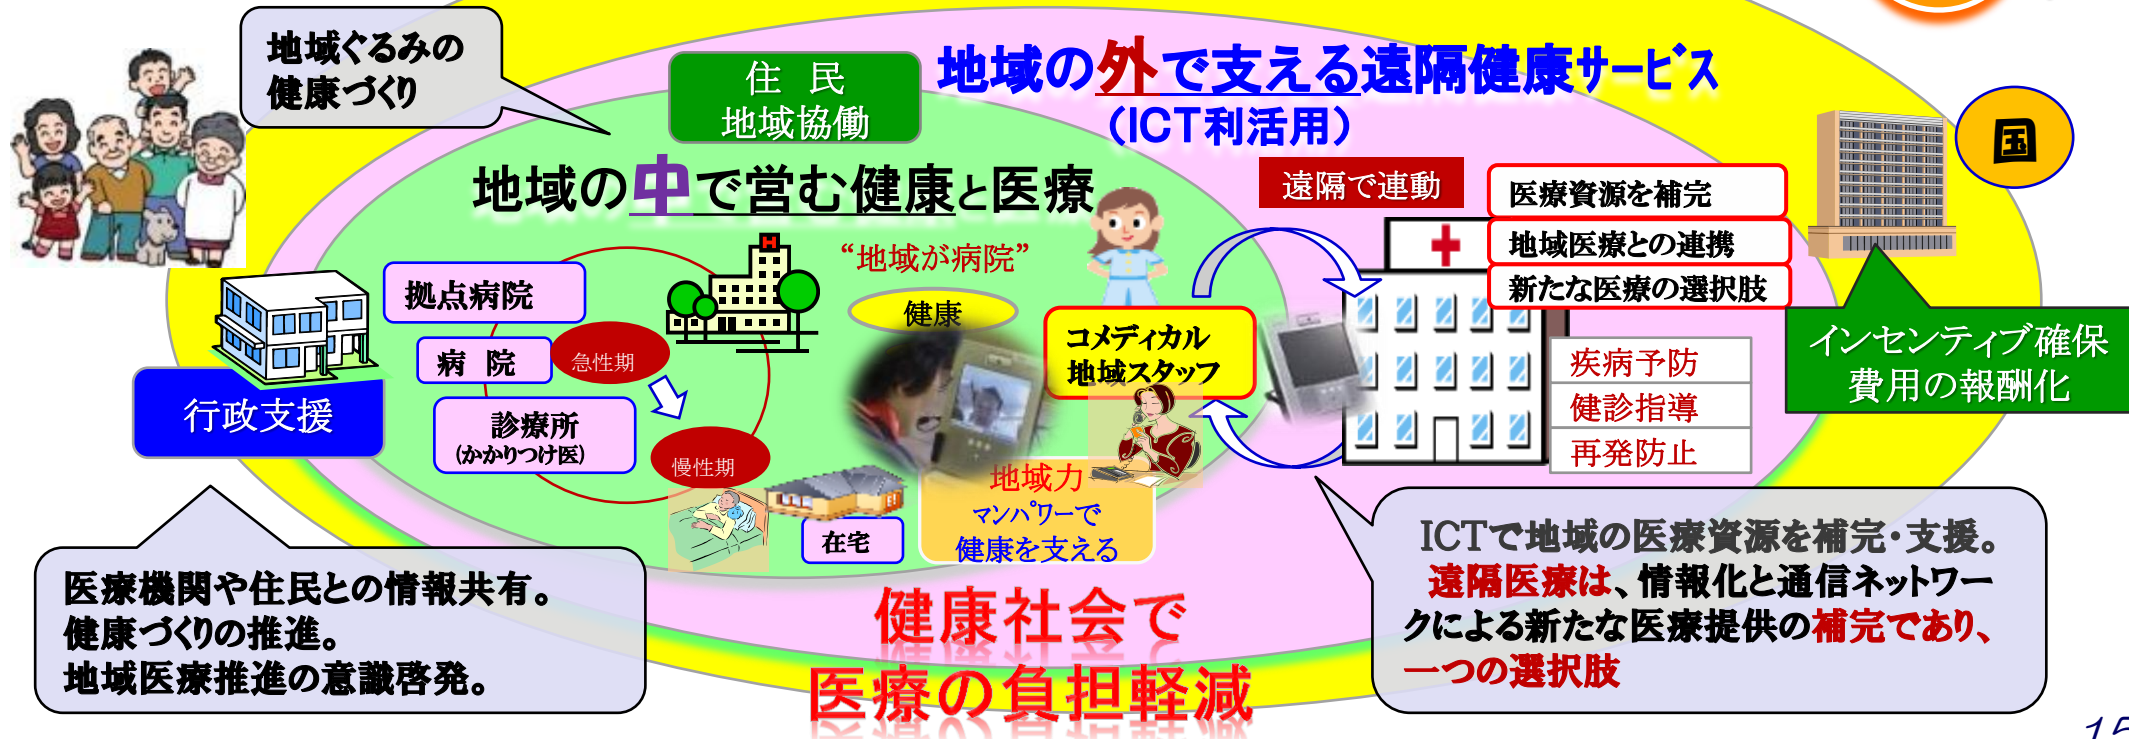 地域ぐるみの
健康づくり
住 民
地域協働
地域の外で支える遠隔健康サービス
（ICT利活用）
国
地域の中で営む健康と医療
遠隔で連動
医療資源を補完
地域医療との連携
新たな医療の選択肢
H
“地域が病院”
拠点病院
健康
病 院
急性期
コメディカル
地域スタッフ
疾病予防
健診指導
再発防止
インセンティブ確保
費用の報酬化
行政支援
診療所
（かかりつけ医）
慢性期
在宅
地域力
マンパワーで
健康を支える
医療機関や住民との情報共有。
健康づくりの推進。
地域医療推進の意識啓発。
ICTで地域の医療資源を補完・支援。
遠隔医療は、情報化と通信ネットワー
クによる新たな医療提供の補完であり、
一つの選択肢
健康社会で
医療の負担軽減
15